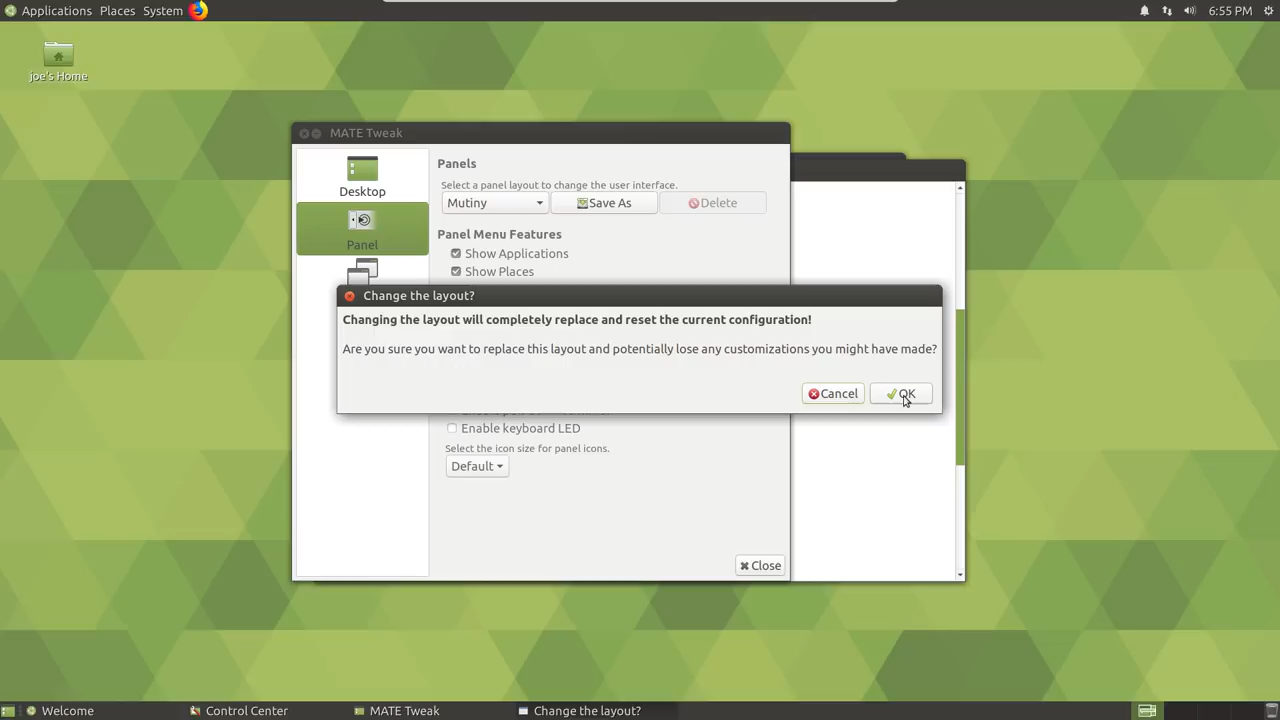 Applications Places System 6:55 PM
joe's Home
MATE Tweak
Desktop
Panel
Panels
Select a panel layout to change the user interface.
Mutiny Save As Delete
Panel Menu Features
Show Applications
Show Places
Change the layout?
Changing the layout will completely replace and reset the current configuration!
Are you sure you want to replace this layout and potentially lose any customizations you might have made?
Cancel OK
Enable keyboard LED
Select the icon size for panel icons.
Default
Close
Welcome Control Center MATE Tweak Change the layout?